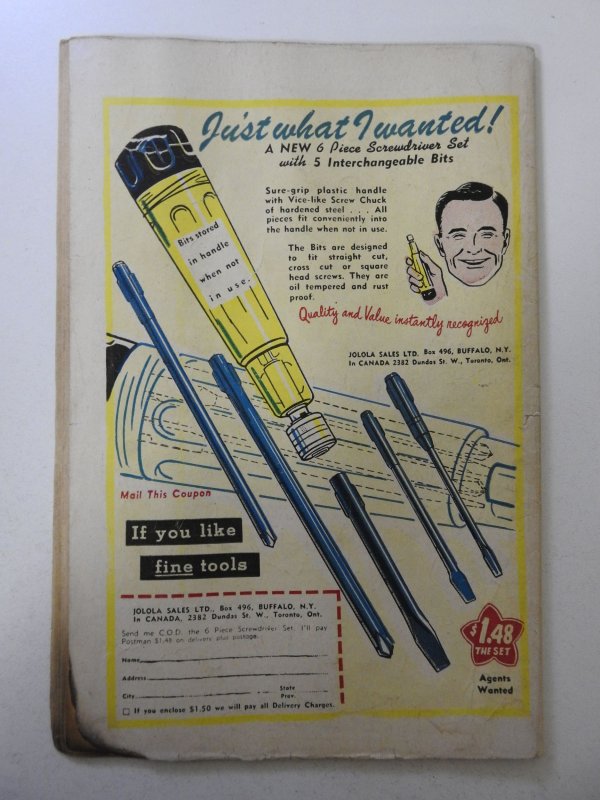 Just what I wanted!
A NEW 6 Piece Screwdriver Set
with 5 Interchangeable Bits
Sure-grip plastic handle
with Vice-like Screw Chuck
of hardened steel . . . All
pieces fit conveniently into
the handle when not in use.
The Bits are designed
to fit straight cut,
cross cut or square
head screws. They are
oil tempered and rust
proof.
Quality and Value instantly recognized
JOLOLA SALES LTD. Box 496, BUFFALO, N.Y.
In CANADA 2382 Dundas St. W., Toronto, Ont.
Bits stored
in handle
when not
in use.
Mail This Coupon
If you like
fine tools
JOLOLA SALES LTD., Box 496, BUFFALO, N.Y.
In CANADA, 2382 Dundas St. W., Toronto, Ont.
Send me C.O.D. the 6 Piece Screwdriver Set. I'll pay
Postman $1.48 on delivery plus postage.
Name
Address
City
State
Prov.
If you enclose $1.50 we will pay all Delivery Charges.
$1.48
THE SET
Agents
Wanted